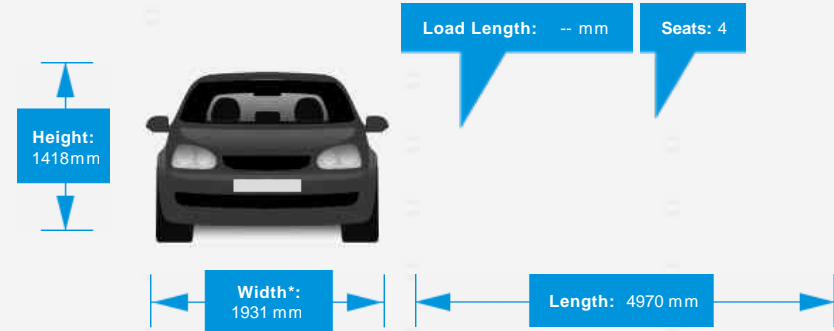 Load Length: -- mm
Seats: 4
Height:
1418mm
Width*:
1931 mm
Length: 4970 mm